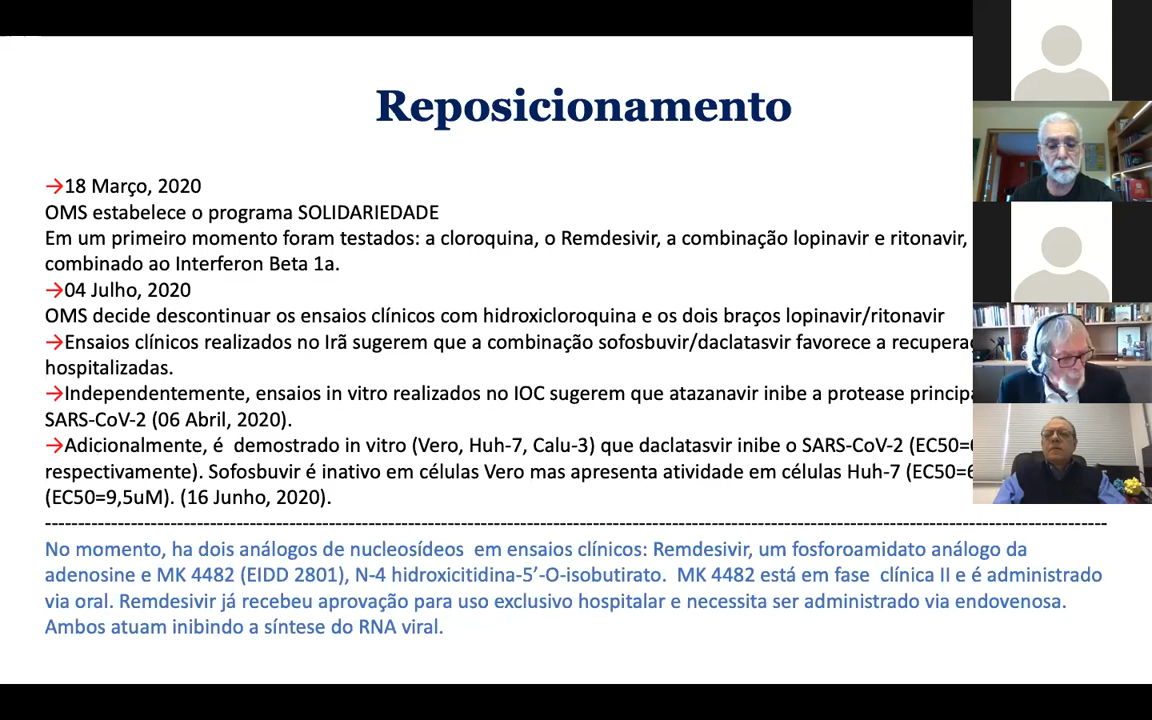 Reposicionamento
→18 Março, 2020
OMS estabelece o programa SOLIDARIEDADE
Em um primeiro momento foram testados: a cloroquina, o Remdesivir, a combinação lopinavir e ritonavir,
combinado ao Interferon Beta 1a.
→04 Julho, 2020
OMS decide descontinuar os ensaios clínicos com hidroxicloroquina e os dois braços lopinavir/ritonavir
→Ensaios clínicos realizados no Irã sugerem que a combinação sofosbuvir/daclatasvir favorece a
hospitalizadas.
→Independentemente, ensaios in vitro realizados no IOC sugerem que atazanavir inibe a protease
SARS-CoV-2 (06 Abril, 2020).
→Adicionalmente, é demostrado in vitro (Vero, Huh-7, Calu-3) que daclatasvir inibe o SARS-CoV-2
respectivamente). Sofosbuvir é inativo em células Vero mas apresenta atividade em células Huh-7
(EC50=9,5uM). (16 Junho, 2020).
No momento, ha dois análogos de nucleosídeos em ensaios clínicos: Remdesivir, um fosforoamidato análogo da
adenosine e MK 4482 (EIDD 2801), N-4 hidroxicitidina-5’-O-isobutirato. MK 4482 está em fase clínica II e é administrado
via oral. Remdesivir já recebeu aprovação para uso exclusivo hospitalar e necessita ser administrado via endovenosa.
Ambos atuam inibindo a síntese do RNA viral.